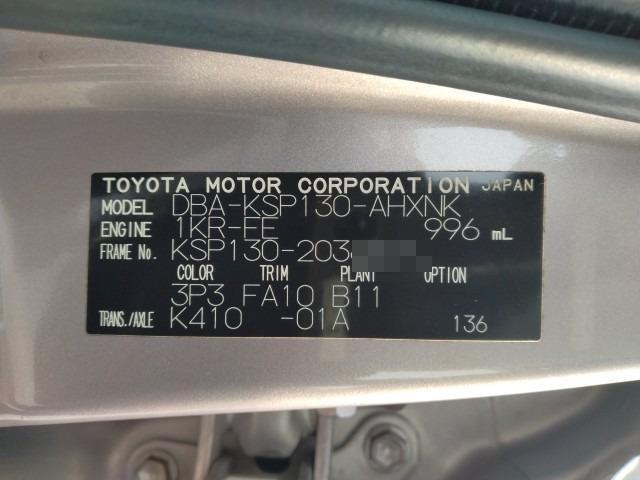 TOYOTA MOTOR CORPORATION JAPAN
MODEL DBA-KSP130-AHXNK
ENGINE 1KR-FE 996 mL
FRAME No. KSP130-203
COLOR TRIM PLANT OPTION
3P3 FA10 B11
TRANS./AXLE K410 -01A 136